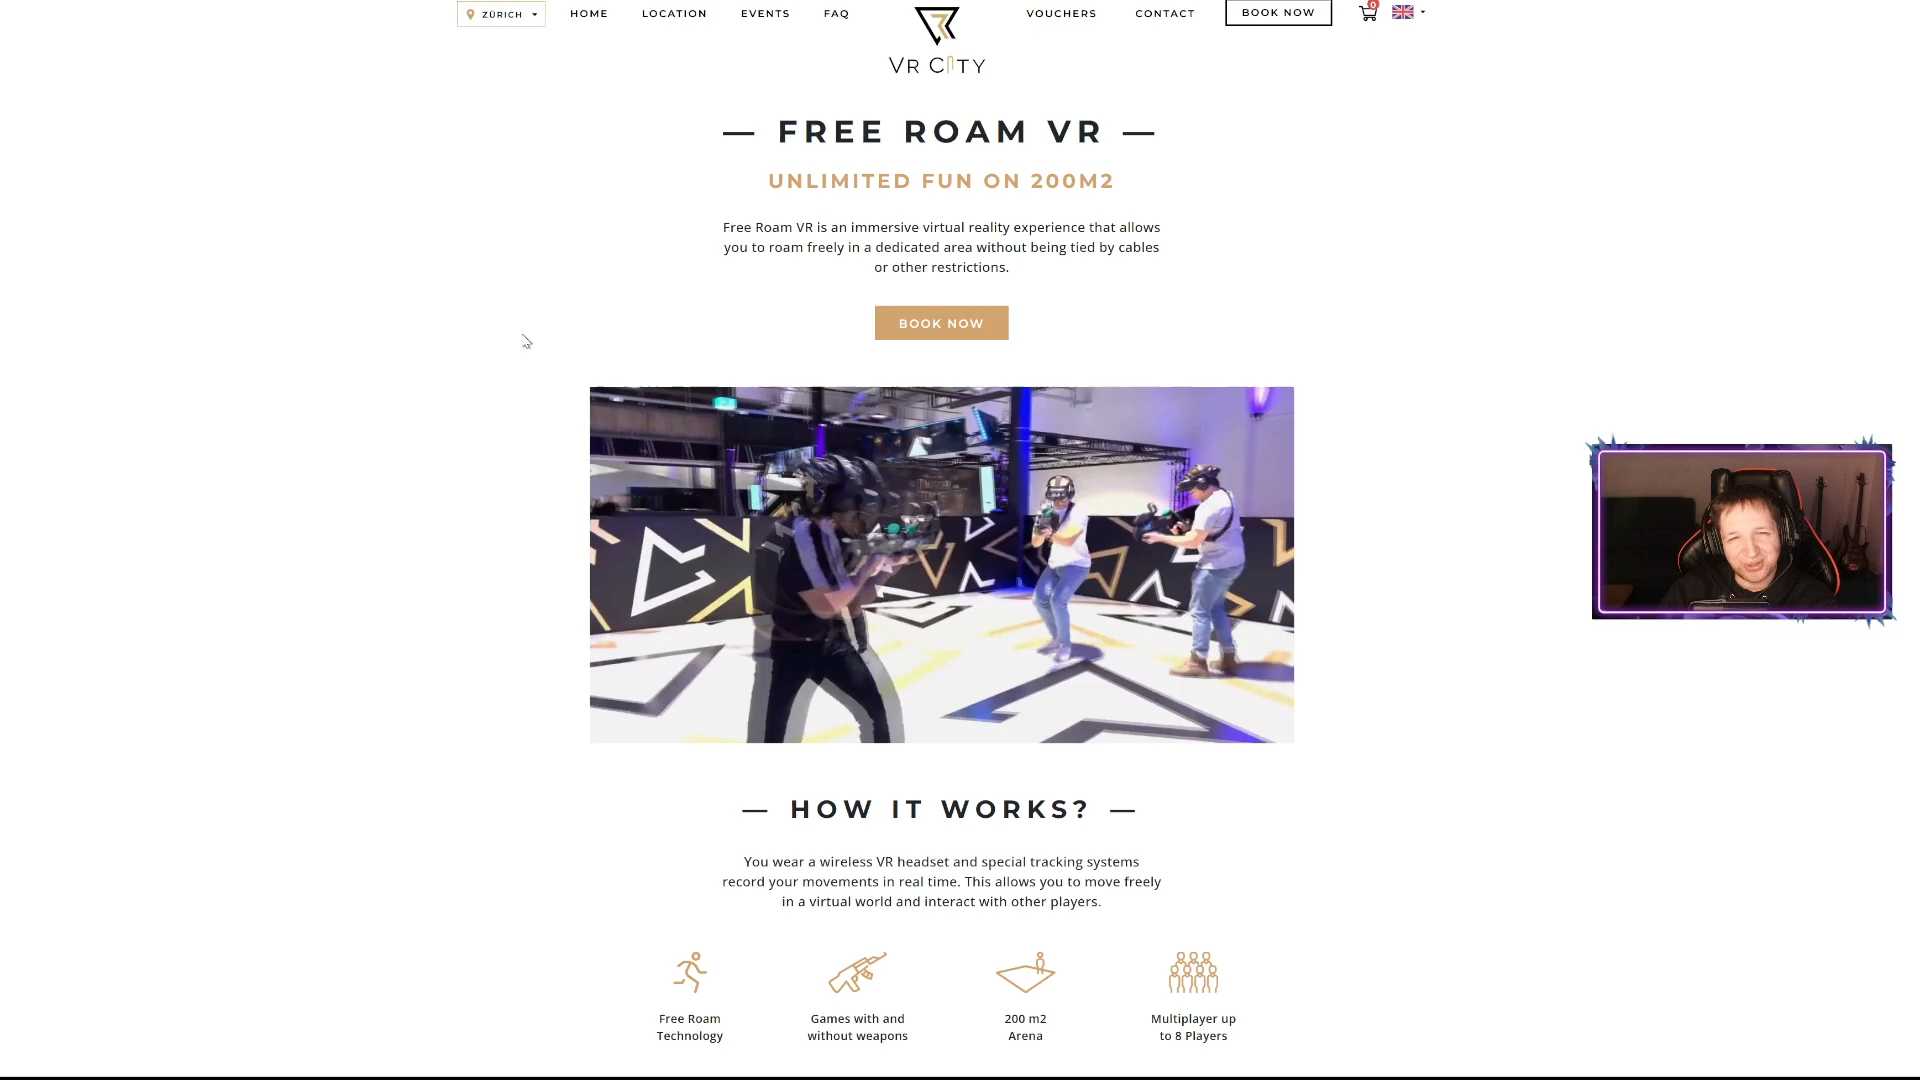 ZÜRICH
HOME
LOCATION
EVENTS
FAQ
VR CITY
VOUCHERS
CONTACT
BOOK NOW
0
— FREE ROAM VR —
UNLIMITED FUN ON 200M2
Free Roam VR is an immersive virtual reality experience that allows
you to roam freely in a dedicated area without being tied by cables
or other restrictions.
BOOK NOW
— HOW IT WORKS? —
You wear a wireless VR headset and special tracking systems
record your movements in real time. This allows you to move freely
in a virtual world and interact with other players.
Free Roam
Technology
Games with and
without weapons
200 m2
Arena
Multiplayer up
to 8 Players